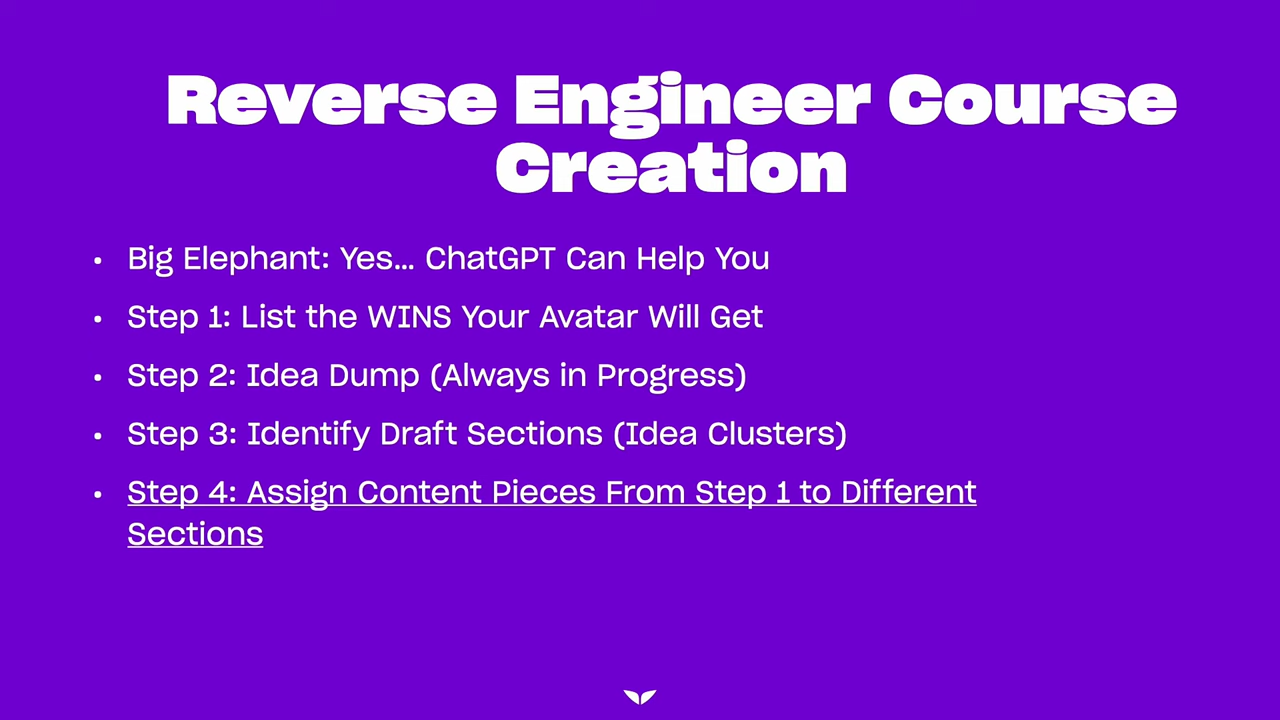 Reverse Engineer Course
Creation
• Big Elephant: Yes... ChatGPT Can Help You
• Step 1: List the WINS Your Avatar Will Get
• Step 2: Idea Dump (Always in Progress)
• Step 3: Identify Draft Sections (Idea Clusters)
• Step 4: Assign Content Pieces From Step 1 to Different
Sections